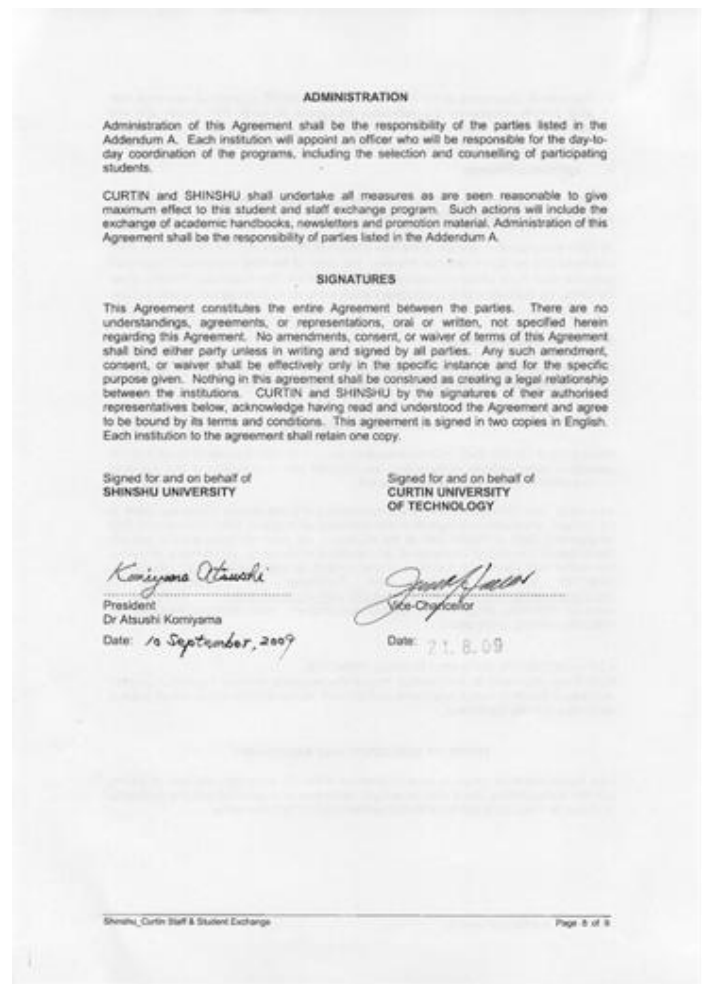 ADMINISTRATION
Administration of this Agreement shall be the responsibility of the parties listed in the
Addendum A. Each institution will appoint an officer who will be responsible for the day-to-
day coordination of the programs, including the selection and counselling of participating
students.
CURTIN and SHINSHU shall undertake all measures as are seen reasonable to give
maximum effect to this student and staff exchange program. Such actions will include the
exchange of academic handbooks, newsletters and promotion material. Administration of this
Agreement shall be the responsibility of parties listed in the Addendum A.
SIGNATURES
This Agreement constitutes the entire Agreement between the parties. There are no
understandings, agreements, or representations, oral or written, not specified herein
regarding this Agreement. No amendments, consent, or waiver of terms of this Agreement
shall bind either party unless in writing and signed by all parties. Any such amendment,
consent, or waiver shall be effectively only in the specific instance and for the specific
purpose given. Nothing in this agreement shall be construed as creating a legal relationship
between the institutions. CURTIN and SHINSHU by the signatures of their authorised
representatives below, acknowledge having read and understood the Agreement and agree
to be bound by its terms and conditions. This agreement is signed in two copies in English.
Each institution to the agreement shall retain one copy.
Signed for and on behalf of
SHINSHU UNIVERSITY
Komiyama Atsushi
President
Dr Atsushi Komiyama
Date: 10 September, 2009
Signed for and on behalf of
CURTIN UNIVERSITY
OF TECHNOLOGY
Vice-Chancellor
Date: 21. 8. 09
Shinshu_Curtin Staff & Student Exchange
Page 8 of 9